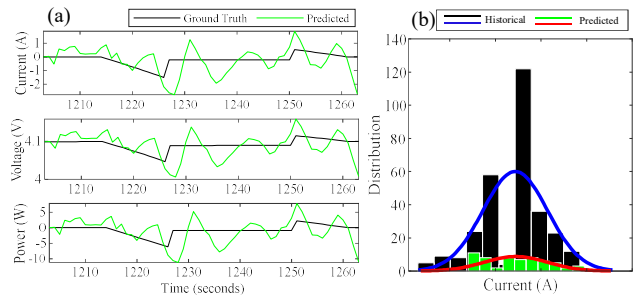 (a)
Ground Truth Predicted
Current (A)
1
0
-1
-2
1210 1220 1230 1240 1250 1260
Voltage (V)
4.1
4
1210 1220 1230 1240 1250 1260
Power (W)
5
0
-5
-10
1210 1220 1230 1240 1250 1260
Time (seconds)
(b)
Historical Predicted
Distribution
140
120
100
80
60
40
20
0
Current (A)